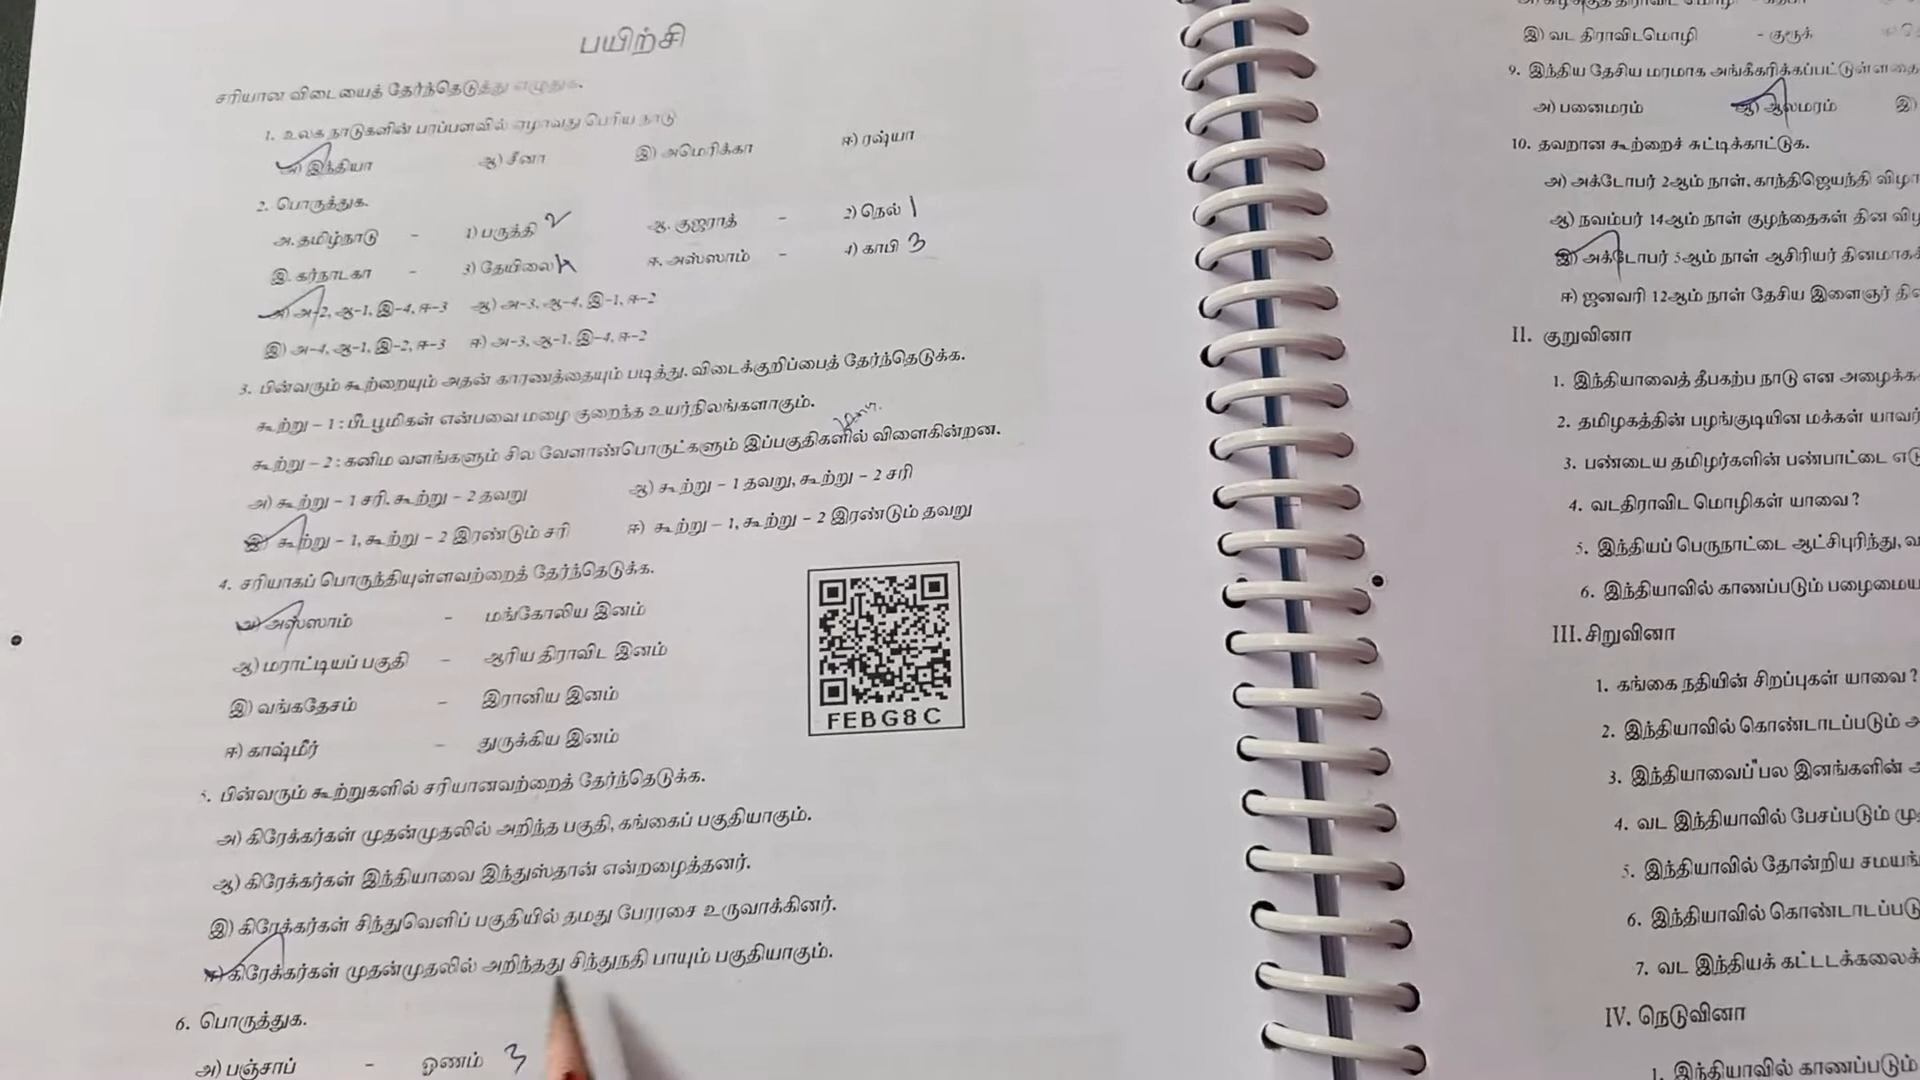 பயிற்சி
சரியான விடையைத் தேர்ந்தெடுத்து எழுதுக.
1. உலக நாடுகளின் பரப்பளவில் ஏழாவது பெரிய நாடு
அ) இந்தியா ஆ) சீனா இ) அமெரிக்கா ஈ) ரஷ்யா
2. பொருத்துக.
அ. தமிழ்நாடு – 1) பருத்தி 2 ஆ. குஜராத் – 2) நெல் 1
இ. கர்நாடகா – 3) தேயிலை 4 ஈ. அஸ்ஸாம் – 4) காபி 3
அ) அ-2, ஆ-1, இ-4, ஈ-3 ஆ) அ-3, ஆ-4, இ-1, ஈ-2
இ) அ-4, ஆ-1, இ-2, ஈ-3 ஈ) அ-3, ஆ-1, இ-4, ஈ-2
3. பின்வரும் கூற்றையும் அதன் காரணத்தையும் படித்து, விடைக்குறிப்பைத் தேர்ந்தெடுக்க.
கூற்று – 1 : பீடபூமிகள் என்பவை மழை குறைந்த உயர்நிலங்களாகும்.
கூற்று – 2 : கனிம வளங்களும் சில வேளாண்பொருட்களும் இப்பகுதிகளில் விளைகின்றன.
அ) கூற்று – 1 சரி, கூற்று – 2 தவறு ஆ) கூற்று – 1 தவறு, கூற்று – 2 சரி
இ) கூற்று – 1, கூற்று – 2 இரண்டும் சரி ஈ) கூற்று – 1, கூற்று – 2 இரண்டும் தவறு
4. சரியாகப் பொருந்தியுள்ளவற்றைத் தேர்ந்தெடுக்க.
அ) அஸ்ஸாம் – மங்கோலிய இனம்
ஆ) மராட்டியப் பகுதி – ஆரிய திராவிட இனம்
இ) வங்கதேசம் – இரானிய இனம்
ஈ) காஷ்மீர் – துருக்கிய இனம்
FEBG8C
5. பின்வரும் கூற்றுகளில் சரியானவற்றைத் தேர்ந்தெடுக்க.
அ) கிரேக்கர்கள் முதன்முதலில் அறிந்த பகுதி, கங்கைப் பகுதியாகும்.
ஆ) கிரேக்கர்கள் இந்தியாவை இந்துஸ்தான் என்றழைத்தனர்.
இ) கிரேக்கர்கள் சிந்துவெளிப் பகுதியில் தமது பேரரசை உருவாக்கினர்.
ஈ) கிரேக்கர்கள் முதன்முதலில் அறிந்தது சிந்துநதி பாயும் பகுதியாகும்.
6. பொருத்துக.
அ) பஞ்சாப் – ஓணம் 3
இ) வட திராவிடமொழி - குரூக்
9. இந்திய தேசிய மரமாக அங்கீகரிக்கப்பட்டுள்ளதை
அ) பனைமரம் ஆ) ஆலமரம் இ)
10. தவறான கூற்றைச் சுட்டிக்காட்டுக.
அ) அக்டோபர் 2ஆம் நாள், காந்திஜெயந்தி விழா
ஆ) நவம்பர் 14ஆம் நாள் குழந்தைகள் தின
இ) அக்டோபர் 5ஆம் நாள் ஆசிரியர் தினமாகக்
ஈ) ஜனவரி 12ஆம் நாள் தேசிய இளைஞர்
II. குறுவினா
1. இந்தியாவைத் தீபகற்ப நாடு என
2. தமிழகத்தின் பழங்குடியின மக்கள் யாவர்
3. பண்டைய தமிழர்களின் பண்பாட்டை
4. வடதிராவிட மொழிகள் யாவை?
5. இந்தியப் பெருநாட்டை ஆட்சிபுரிந்து,
6. இந்தியாவில் காணப்படும் பழைமைய
III. சிறுவினா
1. கங்கை நதியின் சிறப்புகள் யாவை?
2. இந்தியாவில் கொண்டாடப்படும்
3. இந்தியாவைப் பல இனங்களின்
4. வட இந்தியாவில் பேசப்படும்
5. இந்தியாவில் தோன்றிய
6. இந்தியாவில் கொண்டாடப்படு
7. வட இந்தியக் கட்டடக்கலைக்
IV. நெடுவினா
1. இந்தியாவில் காணப்படும்